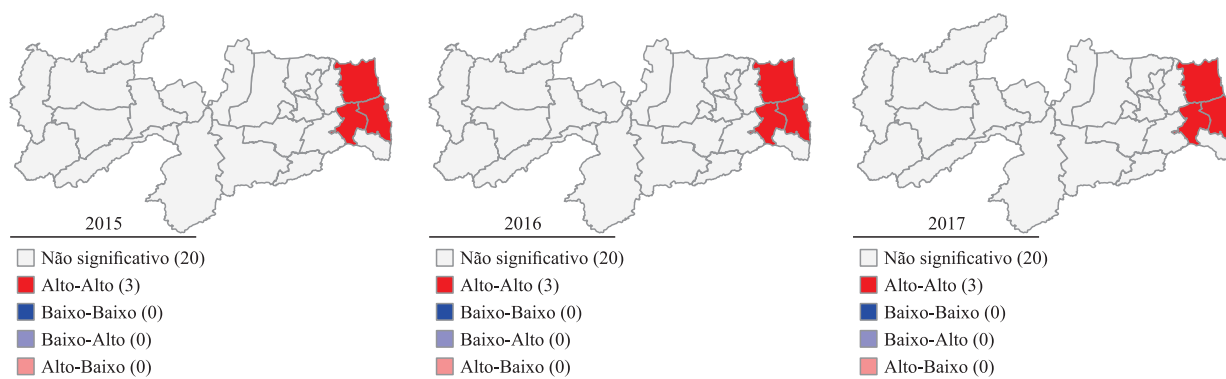 2015
Não significativo (20)
Alto-Alto (3)
Baixo-Baixo (0)
Baixo-Alto (0)
Alto-Baixo (0)
2016
Não significativo (20)
Alto-Alto (3)
Baixo-Baixo (0)
Baixo-Alto (0)
Alto-Baixo (0)
2017
Não significativo (20)
Alto-Alto (3)
Baixo-Baixo (0)
Baixo-Alto (0)
Alto-Baixo (0)